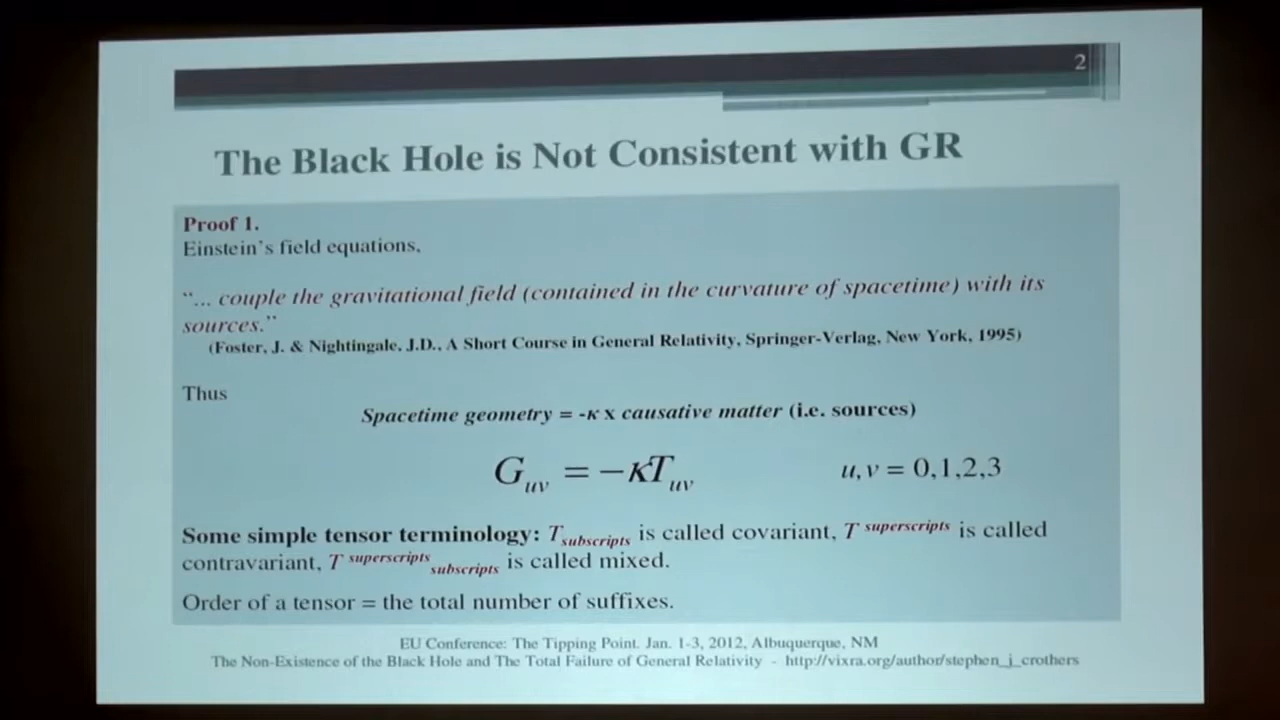 2
The Black Hole is Not Consistent with GR
Proof 1.
Einstein's field equations,
"... couple the gravitational field (contained in the curvature of spacetime) with its
sources."
(Foster, J. & Nightingale, J.D., A Short Course in General Relativity, Springer-Verlag, New York, 1995)
Thus
Spacetime geometry = -κ x causative matter (i.e. sources)
G_uv = −κT_uv u, v = 0,1,2,3
Some simple tensor terminology: T_subscripts is called covariant, T^superscripts is called
contravariant, T^superscripts_subscripts is called mixed.
Order of a tensor = the total number of suffixes.
EU Conference: The Tipping Point. Jan. 1-3, 2012, Albuquerque, NM
The Non-Existence of the Black Hole and The Total Failure of General Relativity - http://vixra.org/author/stephen_j_crothers